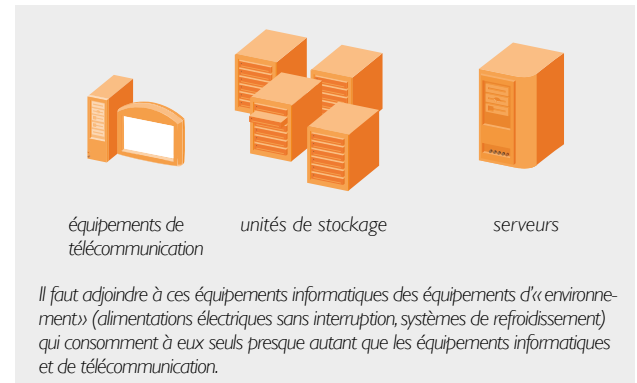 équipements de
télécommunication
unités de stockage
serveurs
Il faut adjoindre à ces équipements informatiques des équipements d'«environne-
ment» (alimentations électriques sans interruption, systèmes de refroidissement)
qui consomment à eux seuls presque autant que les équipements informatiques
et de télécommunication.